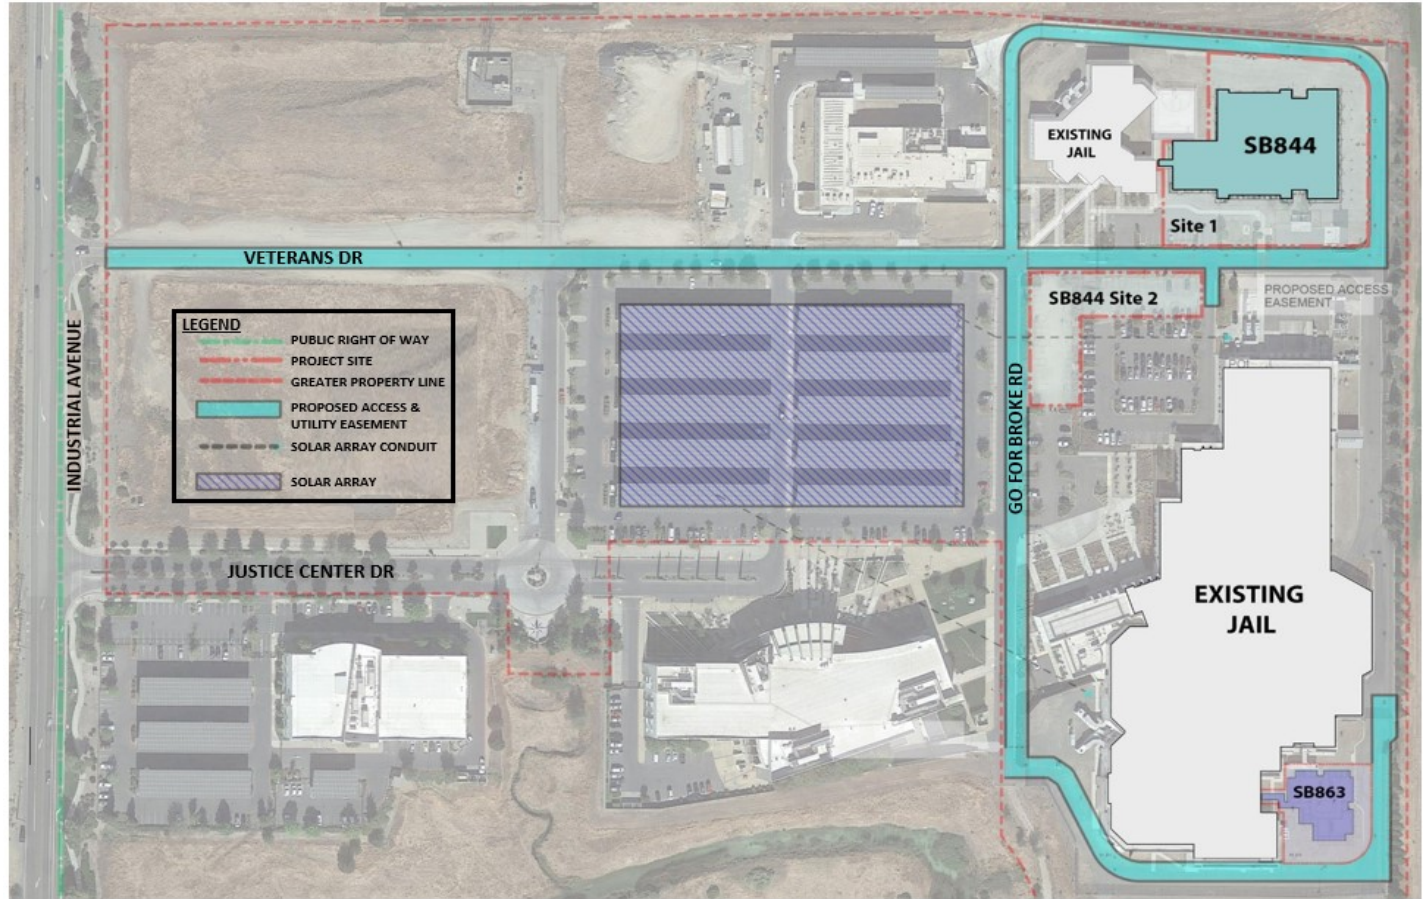 EXISTING
JAIL
SB844
Site 1
VETERANS DR
SB844 Site 2
PROPOSED ACCESS
EASEMENT
INDUSTRIAL AVENUE
LEGEND
PUBLIC RIGHT OF WAY
PROJECT SITE
GREATER PROPERTY LINE
PROPOSED ACCESS &
UTILITY EASEMENT
SOLAR ARRAY CONDUIT
SOLAR ARRAY
GO FOR BROKE RD
JUSTICE CENTER DR
EXISTING
JAIL
SB863